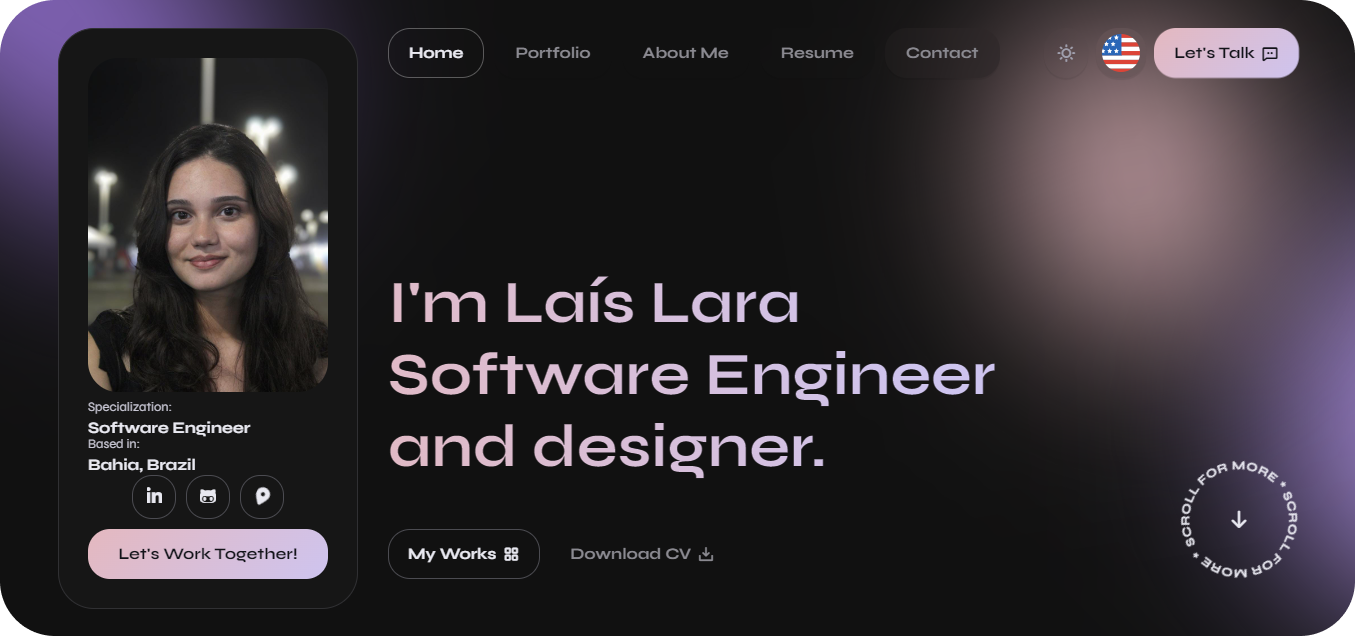 Home
Portfolio
About Me
Resume
Contact
Let's Talk
Specialization:
Software Engineer
Based in:
Bahia, Brazil
in
Let's Work Together!
I'm Laís Lara
Software Engineer
and designer.
My Works
Download CV
SCROLL FOR MORE * SCROLL FOR MORE *